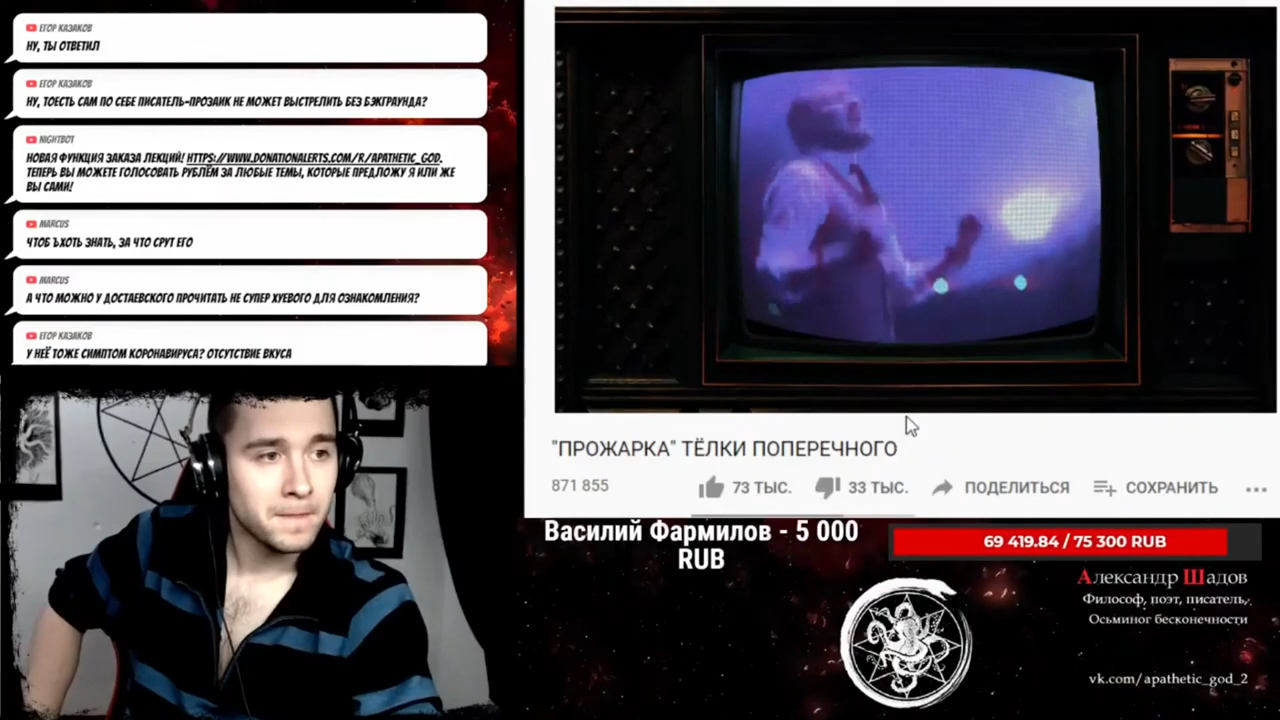 ЕГОР КАЗАКОВ
НУ, ТЫ ОТВЕТИЛ
ЕГОР КАЗАКОВ
НУ, ТОЕСТЬ САМ ПО СЕБЕ ПИСАТЕЛЬ-ПРОЗАИК НЕ МОЖЕТ ВЫСТРЕЛИТЬ БЕЗ БЭКГРАУНДА?
NIGHTBOT
НОВАЯ ФУНКЦИЯ ЗАКАЗА ЛЕКЦИЙ! HTTPS://WWW.DONATIONALERTS.COM/R/APATHETIC_GOD.
ТЕПЕРЬ ВЫ МОЖЕТЕ ГОЛОСОВАТЬ РУБЛЁМ ЗА ЛЮБЫЕ ТЕМЫ, КОТОРЫЕ ПРЕДЛОЖУ Я ИЛИ ЖЕ
ВЫ САМИ!
MARCUS
ЧТОБ ЪХОТЬ ЗНАТЬ, ЗА ЧТО СРУТ ЕГО
MARCUS
А ЧТО МОЖНО У ДОСТАЕВСКОГО ПРОЧИТАТЬ НЕ СУПЕР ХУЕВОГО ДЛЯ ОЗНАКОМЛЕНИЯ?
ЕГОР КАЗАКОВ
У НЕЁ ТОЖЕ СИМПТОМ КОРОНАВИРУСА? ОТСУТСТВИЕ ВКУСА
"ПРОЖАРКА" ТЁЛКИ ПОПЕРЕЧНОГО
871 855
73 ТЫС.
33 ТЫС.
ПОДЕЛИТЬСЯ
СОХРАНИТЬ
Василий Фармилов - 5 000
RUB
69 419.84 / 75 300 RUB
Александр Шадов
Философ, поэт, писатель,
Осьминог бесконечности
vk.com/apathetic_god_2